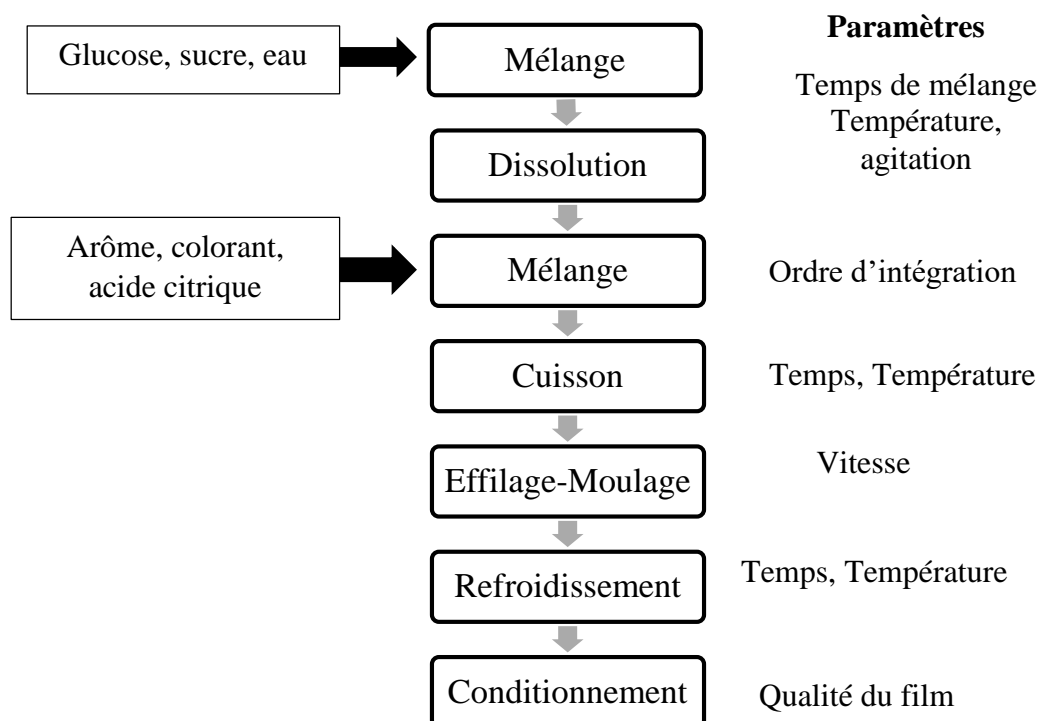 Paramètres
Glucose, sucre, eau
Mélange
Temps de mélange
Température,
agitation
Dissolution
Arôme, colorant,
acide citrique
Mélange
Ordre d’intégration
Cuisson
Temps, Température
Effilage-Moulage
Vitesse
Refroidissement
Temps, Température
Conditionnement
Qualité du film